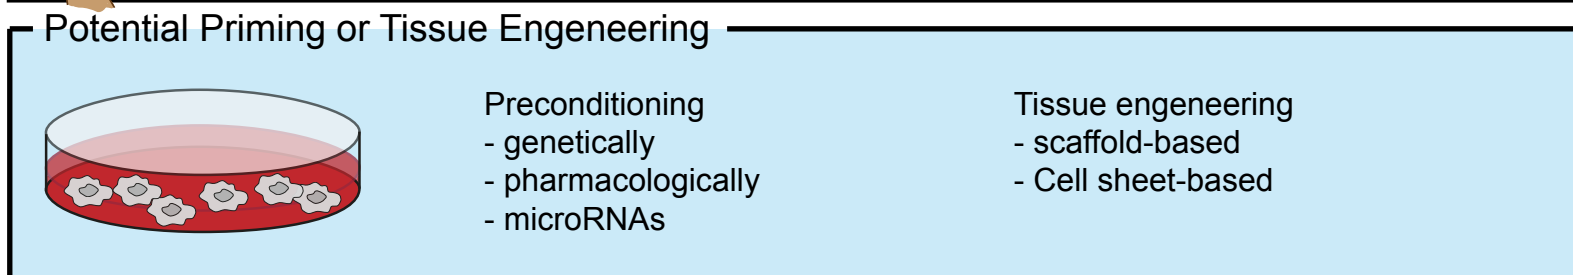 Potential Priming or Tissue Engeneering
Preconditioning
- genetically
- pharmacologically
- microRNAs
Tissue engeneering
- scaffold-based
- Cell sheet-based